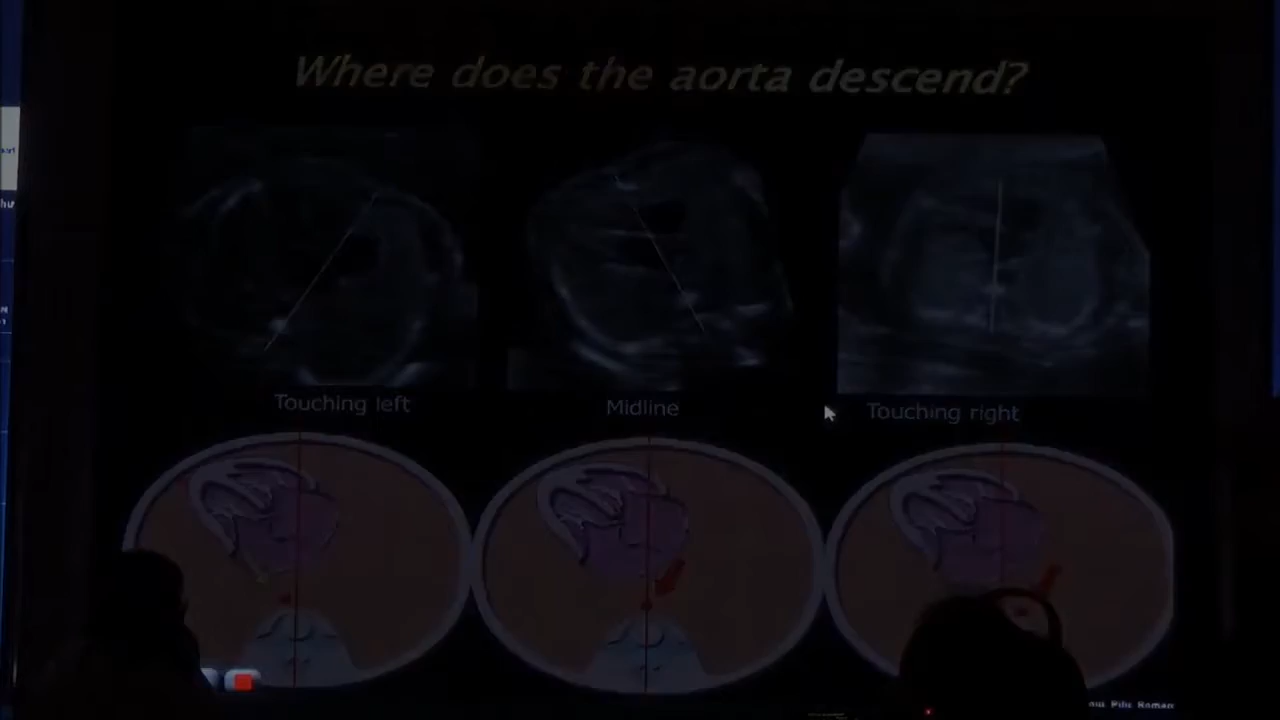 Where does the aorta descend?
Touching left
Midline
Touching right